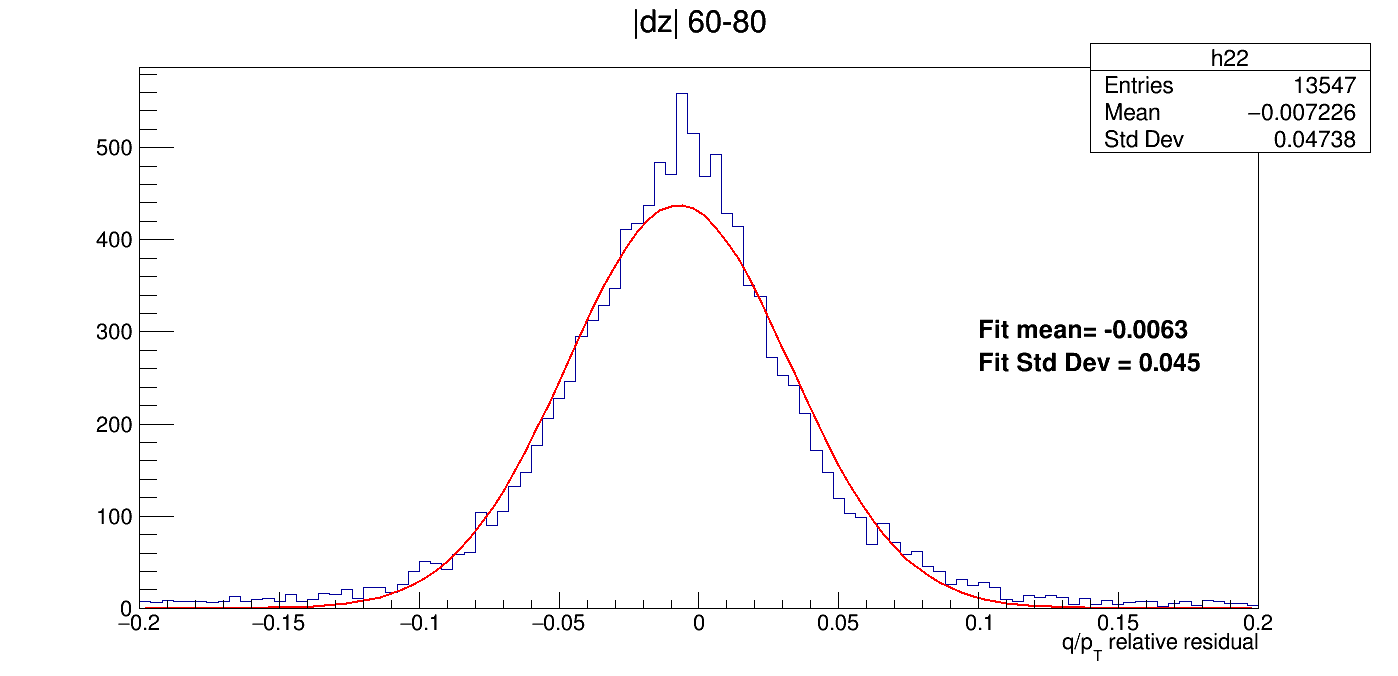 |dz| 60-80
h22
Entries 13547
Mean −0.007226
Std Dev 0.04738
500
400
300
200
100
0
Fit mean= -0.0063
Fit Std Dev = 0.045
−0.2 −0.15 −0.1 −0.05 0 0.05 0.1 0.15 0.2
q/p_T relative residual